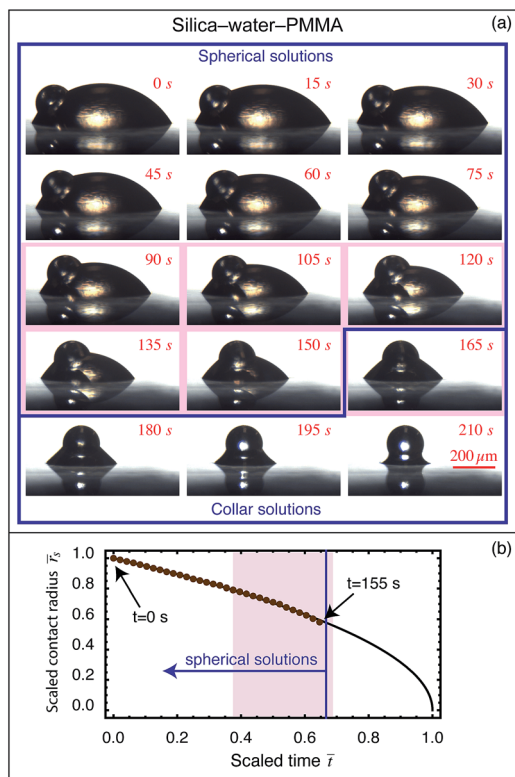 Silica–water–PMMA
(a)
Spherical solutions
0 s
15 s
30 s
45 s
60 s
75 s
90 s
105 s
120 s
135 s
150 s
165 s
180 s
195 s
210 s
200 μm
Collar solutions
(b)
Scaled contact radius r̅s
1.0
0.8
0.6
0.4
0.2
0.0
t=0 s
t=155 s
spherical solutions
0.0 0.2 0.4 0.6 0.8 1.0
Scaled time t̅